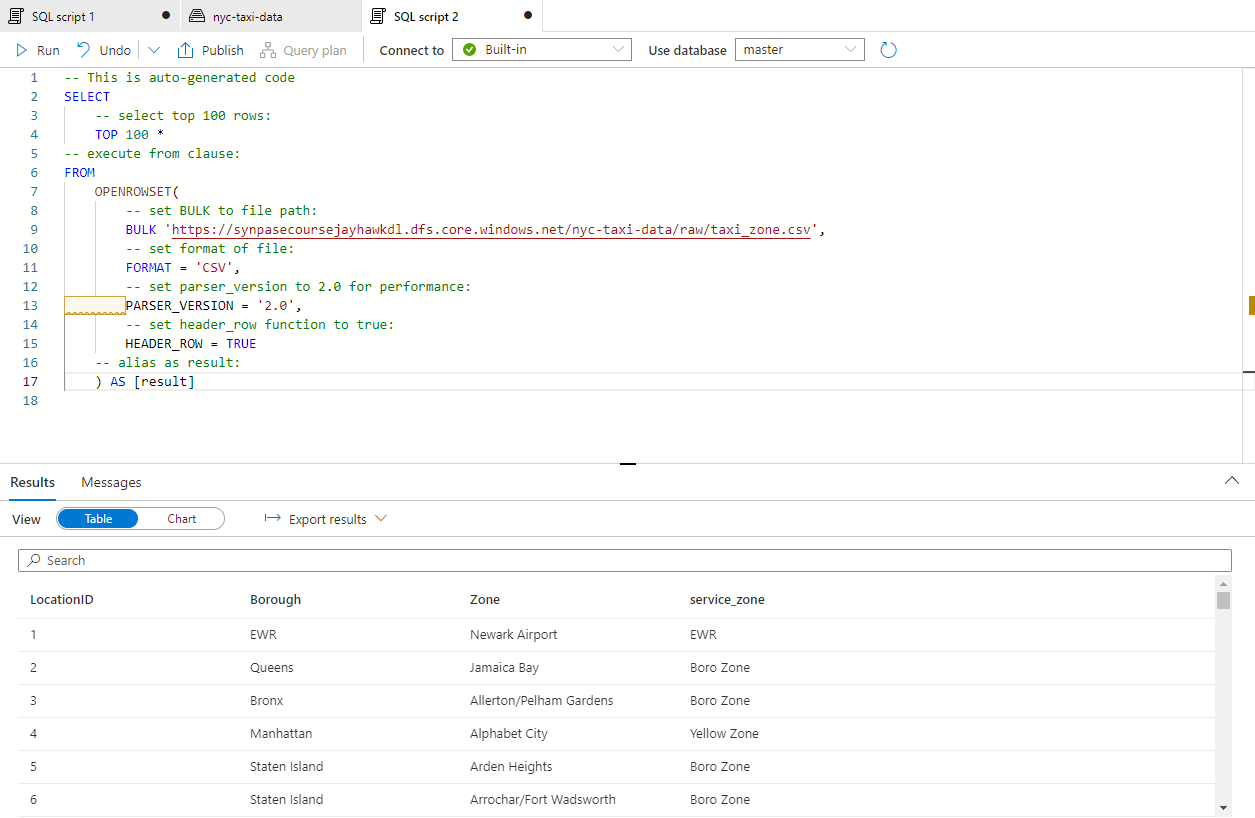 SQL script 1
nyc-taxi-data
SQL script 2
Run Undo Publish Query plan Connect to Built-in Use database master
1 -- This is auto-generated code
2 SELECT
3 -- select top 100 rows:
4 TOP 100 *
5 -- execute from clause:
6 FROM
7 OPENROWSET(
8 -- set BULK to file path:
9 BULK 'https://synpasecoursejayhawkdl.dfs.core.windows.net/nyc-taxi-data/raw/taxi_zone.csv',
10 -- set format of file:
11 FORMAT = 'CSV',
12 -- set parser_version to 2.0 for performance:
13 PARSER_VERSION = '2.0',
14 -- set header_row function to true:
15 HEADER_ROW = TRUE
16 -- alias as result:
17 ) AS [result]
18
Results Messages
View Table Chart Export results
Search
LocationID Borough Zone service_zone
1 EWR Newark Airport EWR
2 Queens Jamaica Bay Boro Zone
3 Bronx Allerton/Pelham Gardens Boro Zone
4 Manhattan Alphabet City Yellow Zone
5 Staten Island Arden Heights Boro Zone
6 Staten Island Arrochar/Fort Wadsworth Boro Zone